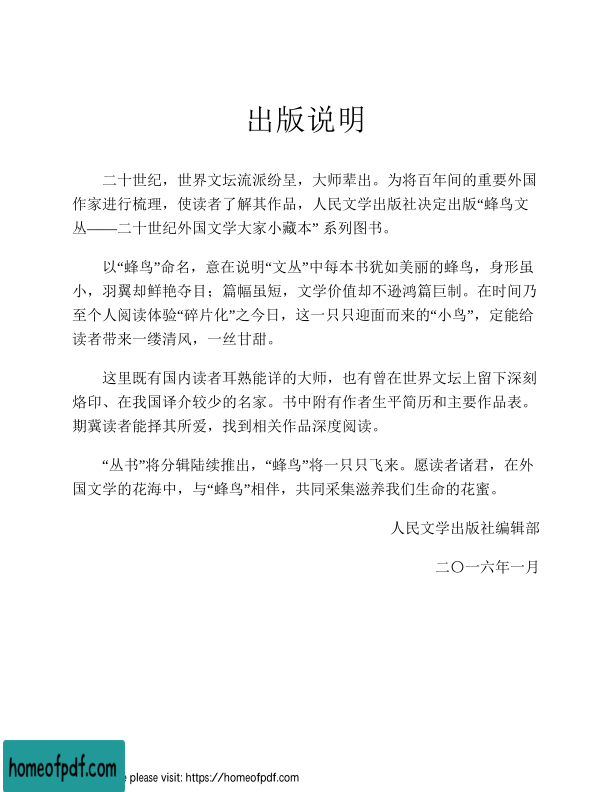 出版说明
二十世纪，世界文坛流派纷呈，大师辈出。为将百年间的重要外国
作家进行梳理，使读者了解其作品，人民文学出版社决定出版“蜂鸟文
丛——二十世纪外国文学大家小藏本” 系列图书。
以“蜂鸟”命名，意在说明“文丛”中每本书犹如美丽的蜂鸟，身形虽
小，羽翼却鲜艳夺目；篇幅虽短，文学价值却不逊鸿篇巨制。在时间乃
至个人阅读体验“碎片化”之今日，这一只只迎面而来的“小鸟”，定能给
读者带来一缕清风，一丝甘甜。
这里既有国内读者耳熟能详的大师，也有曾在世界文坛上留下深刻
烙印、在我国译介较少的名家。书中附有作者生平简历和主要作品表。
期冀读者能择其所爱，找到相关作品深度阅读。
“丛书”将分辑陆续推出，“蜂鸟”将一只只飞来。愿读者诸君，在外
国文学的花海中，与“蜂鸟”相伴，共同采集滋养我们生命的花蜜。
人民文学出版社编辑部
二〇一六年一月
homeofpdf.com
please visit: https://homeofpdf.com